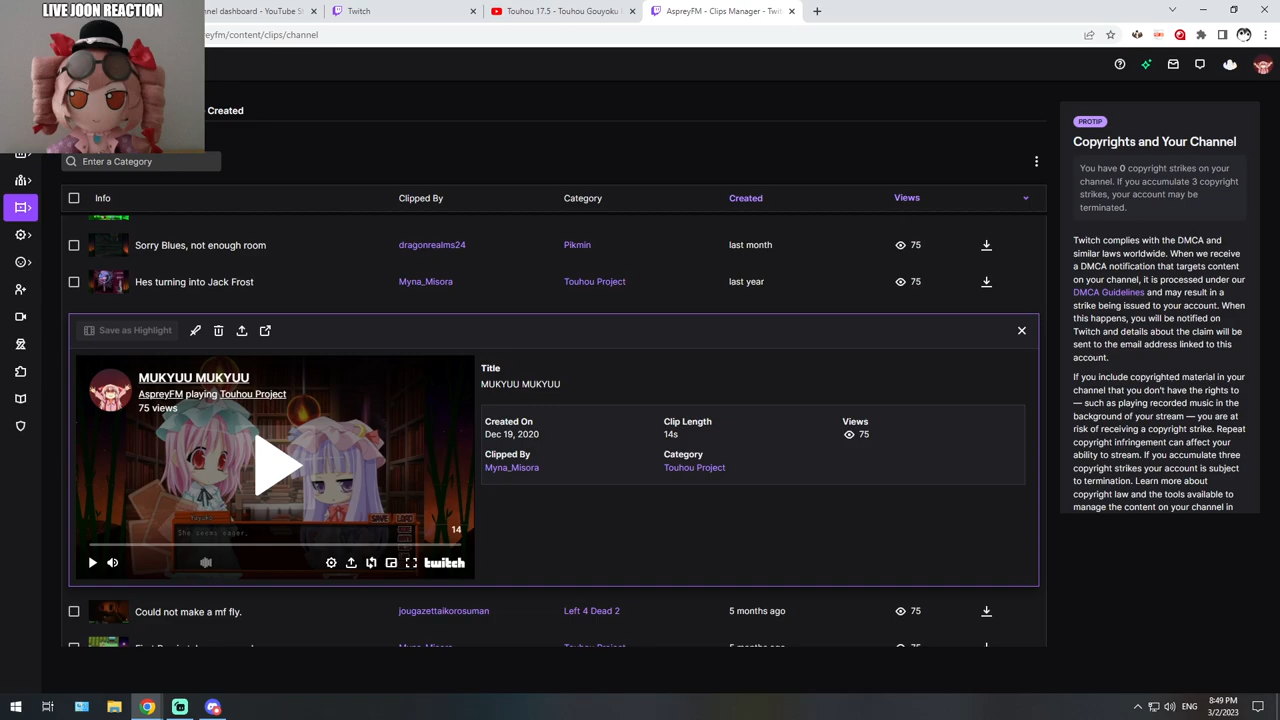 LIVE JOON REACTION
nnel dashboard - YouTube St
Twitch
Touhou 17.5 - Touhou Gouyoku I
AspreyFM - Clips Manager - Twit
eyfm/content/clips/channel
Created
Enter a Category
Info
Clipped By
Category
Created
Views
Sorry Blues, not enough room
dragonrealms24
Pikmin
last month
75
Hes turning into Jack Frost
Myna_Misora
Touhou Project
last year
75
Save as Highlight
MUKYUU MUKYUU
AspreyFM playing Touhou Project
75 views
Yuyuko
She seems eager.
SAVE LOAD
14
twitch
Title
MUKYUU MUKYUU
Created On
Dec 19, 2020
Clip Length
14s
Views
75
Clipped By
Myna_Misora
Category
Touhou Project
Could not make a mf fly.
jougazettaikorosuman
Left 4 Dead 2
5 months ago
75
Myna_Misora
Touhou Project
5 months ago
75
PROTIP
Copyrights and Your Channel
You have 0 copyright strikes on
your channel. If you accumulate 3 copyright
strikes, your account may be
terminated.
Twitch complies with the DMCA and
similar laws worldwide. When we receive
a DMCA notification that targets content
on your channel, it is processed under our
DMCA Guidelines and may result in a
strike being issued to your account. When
this happens, you will be notified on
Twitch and details about the claim will be
sent to the email address linked to this
account.
If you include copyrighted material in your
channel that you don't have the rights to
— such as playing recorded music in the
background of your stream — you are at
risk of receiving a copyright strike. Repeat
copyright infringement can affect your
ability to stream. If you accumulate three
copyright strikes your account is subject
to termination. Learn more about
copyright law and the tools available to
manage the content on your channel in
ENG
8:49 PM
3/2/2023